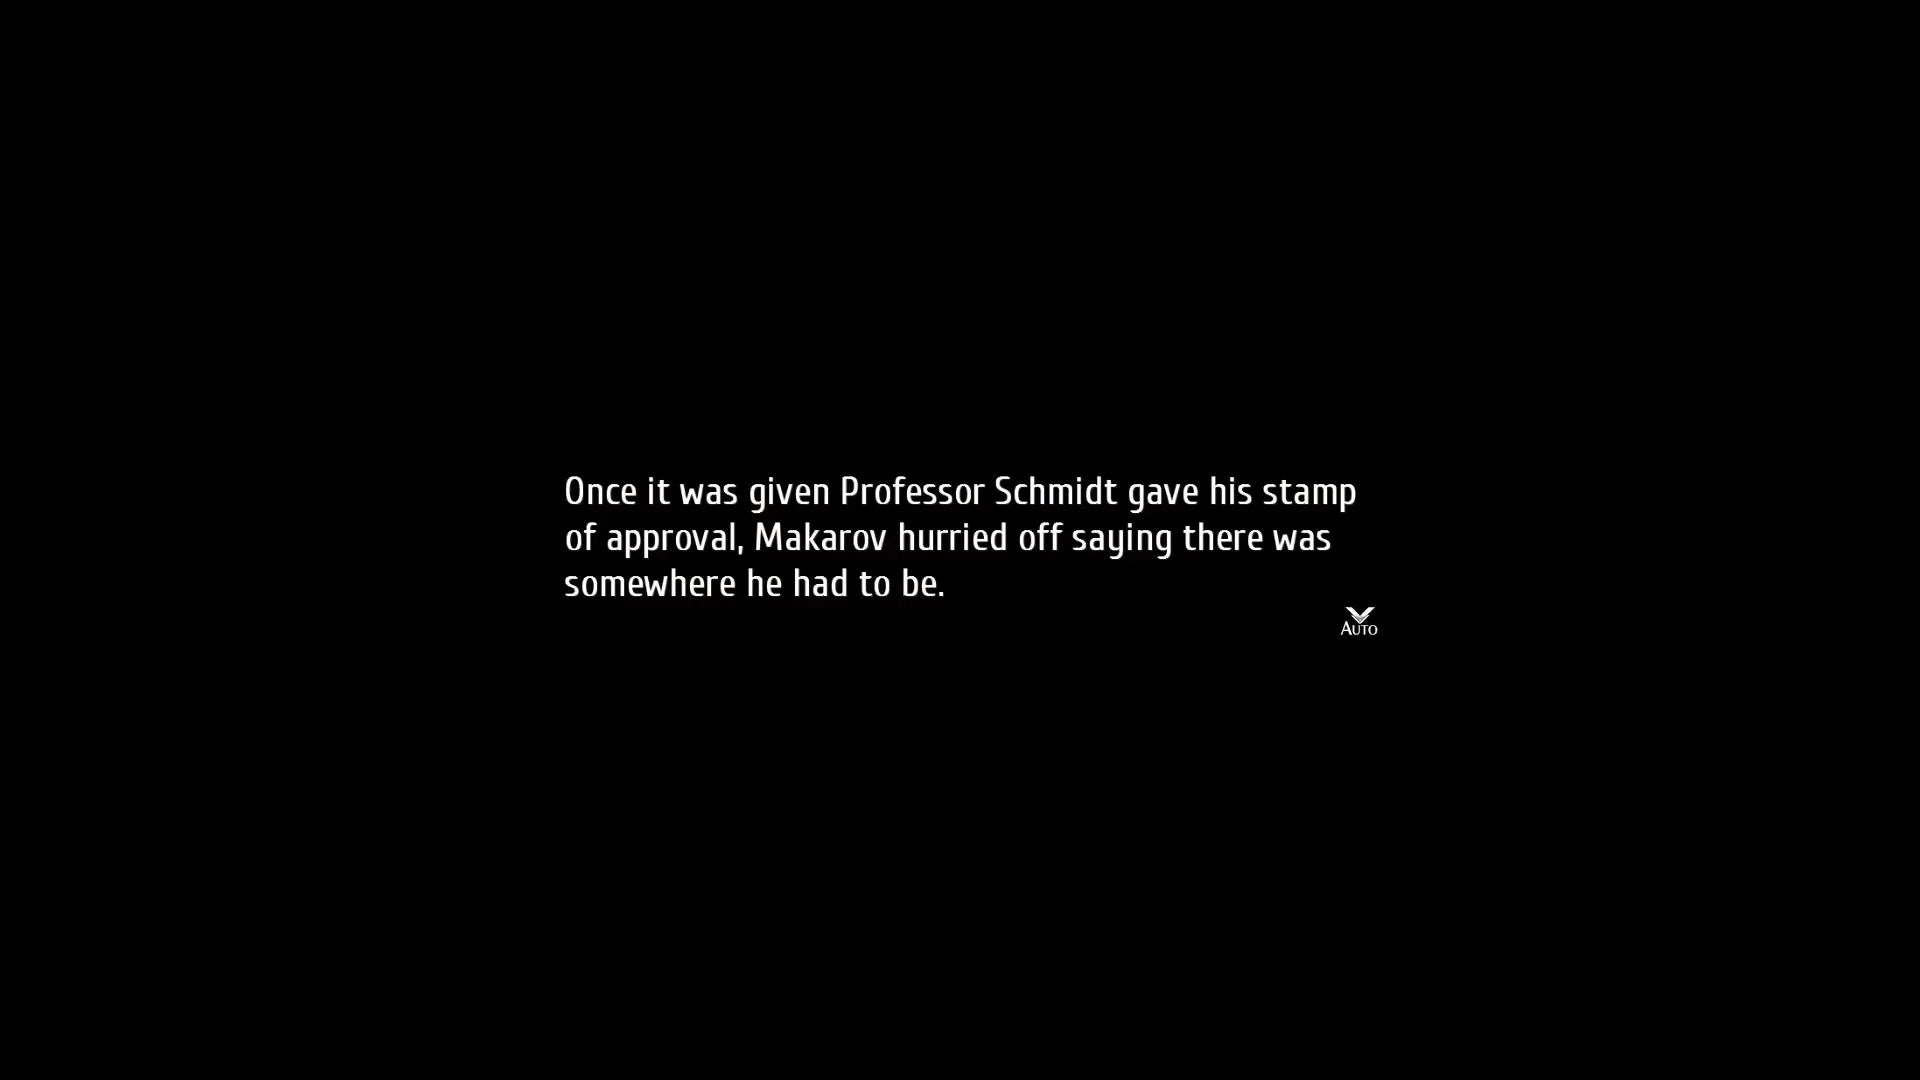 Once it was given Professor Schmidt gave his stamp
of approval, Makarov hurried off saying there was
somewhere he had to be.
AUTO